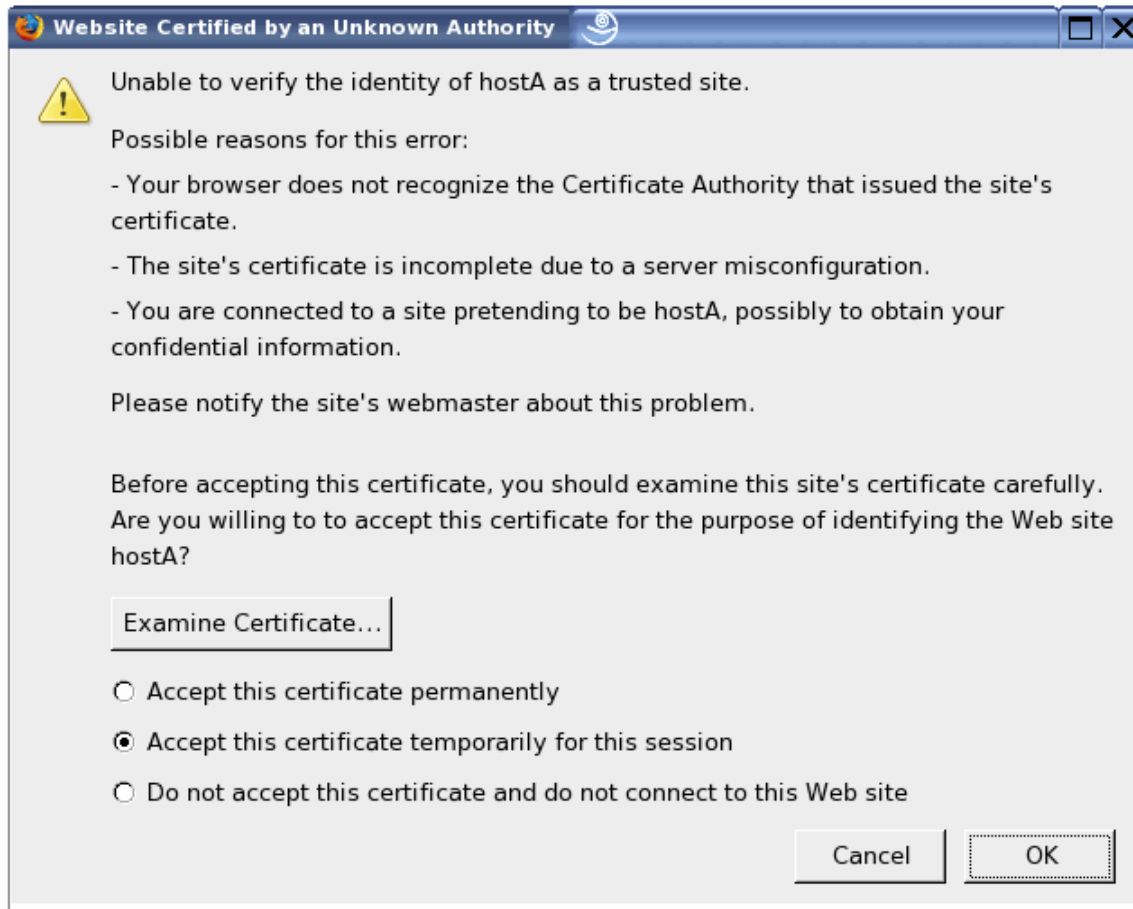 Website Certified by an Unknown Authority
Unable to verify the identity of hostA as a trusted site.
Possible reasons for this error:
- Your browser does not recognize the Certificate Authority that issued the site's
certificate.
- The site's certificate is incomplete due to a server misconfiguration.
- You are connected to a site pretending to be hostA, possibly to obtain your
confidential information.
Please notify the site's webmaster about this problem.
Before accepting this certificate, you should examine this site's certificate carefully.
Are you willing to to accept this certificate for the purpose of identifying the Web site
hostA?
Examine Certificate...
Accept this certificate permanently
Accept this certificate temporarily for this session
Do not accept this certificate and do not connect to this Web site
Cancel OK